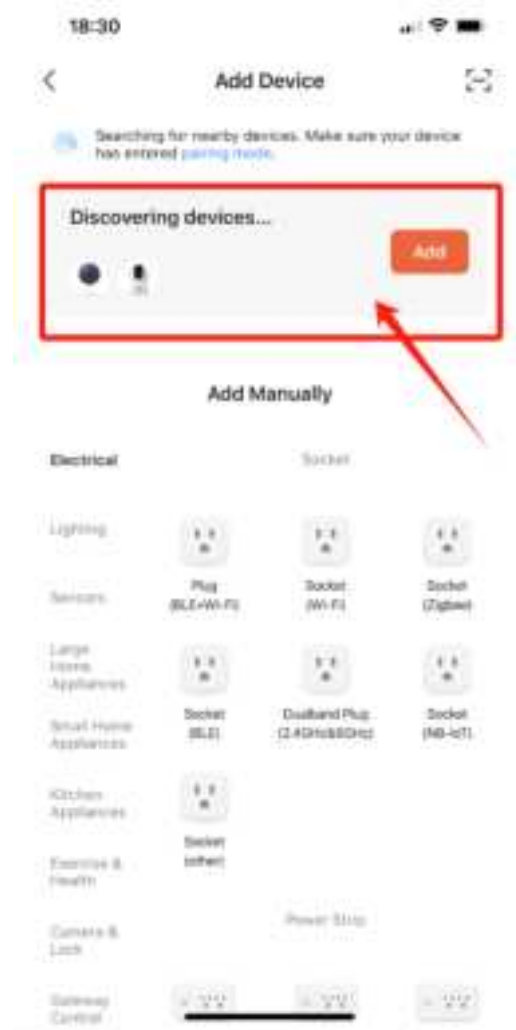 18:30
Add Device
Searching for nearby devices. Make sure your device
has entered pairing mode.
Discovering devices...
Add
Add Manually
Electrical
Socket
Lighting
Plug
(BLE+Wi-Fi)
Socket
(Wi-Fi)
Socket
(Zigbee)
Sensors
Large
Home
Appliances
Socket
(BLE)
Dualband Plug
(2.4GHz&5GHz)
Socket
(NB-IoT)
Small Home
Appliances
Kitchen
Appliances
Socket
(other)
Exercise &
Health
Power Strip
Camera &
Lock
Gateway
Control